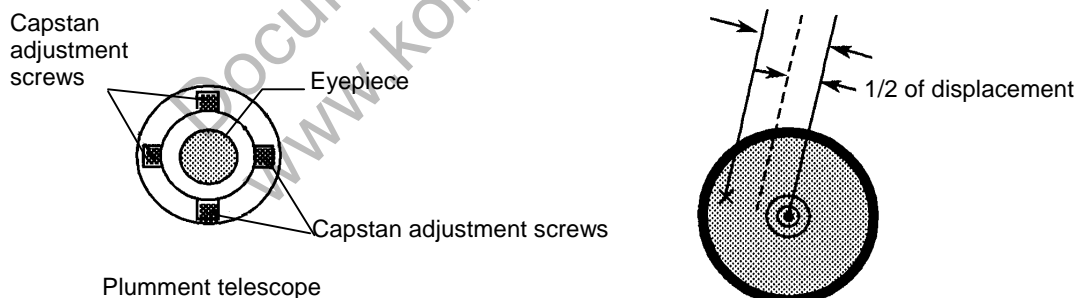 Capstan
adjustment
screws
Eyepiece
Capstan adjustment screws
Plumment telescope
1/2 of displacement